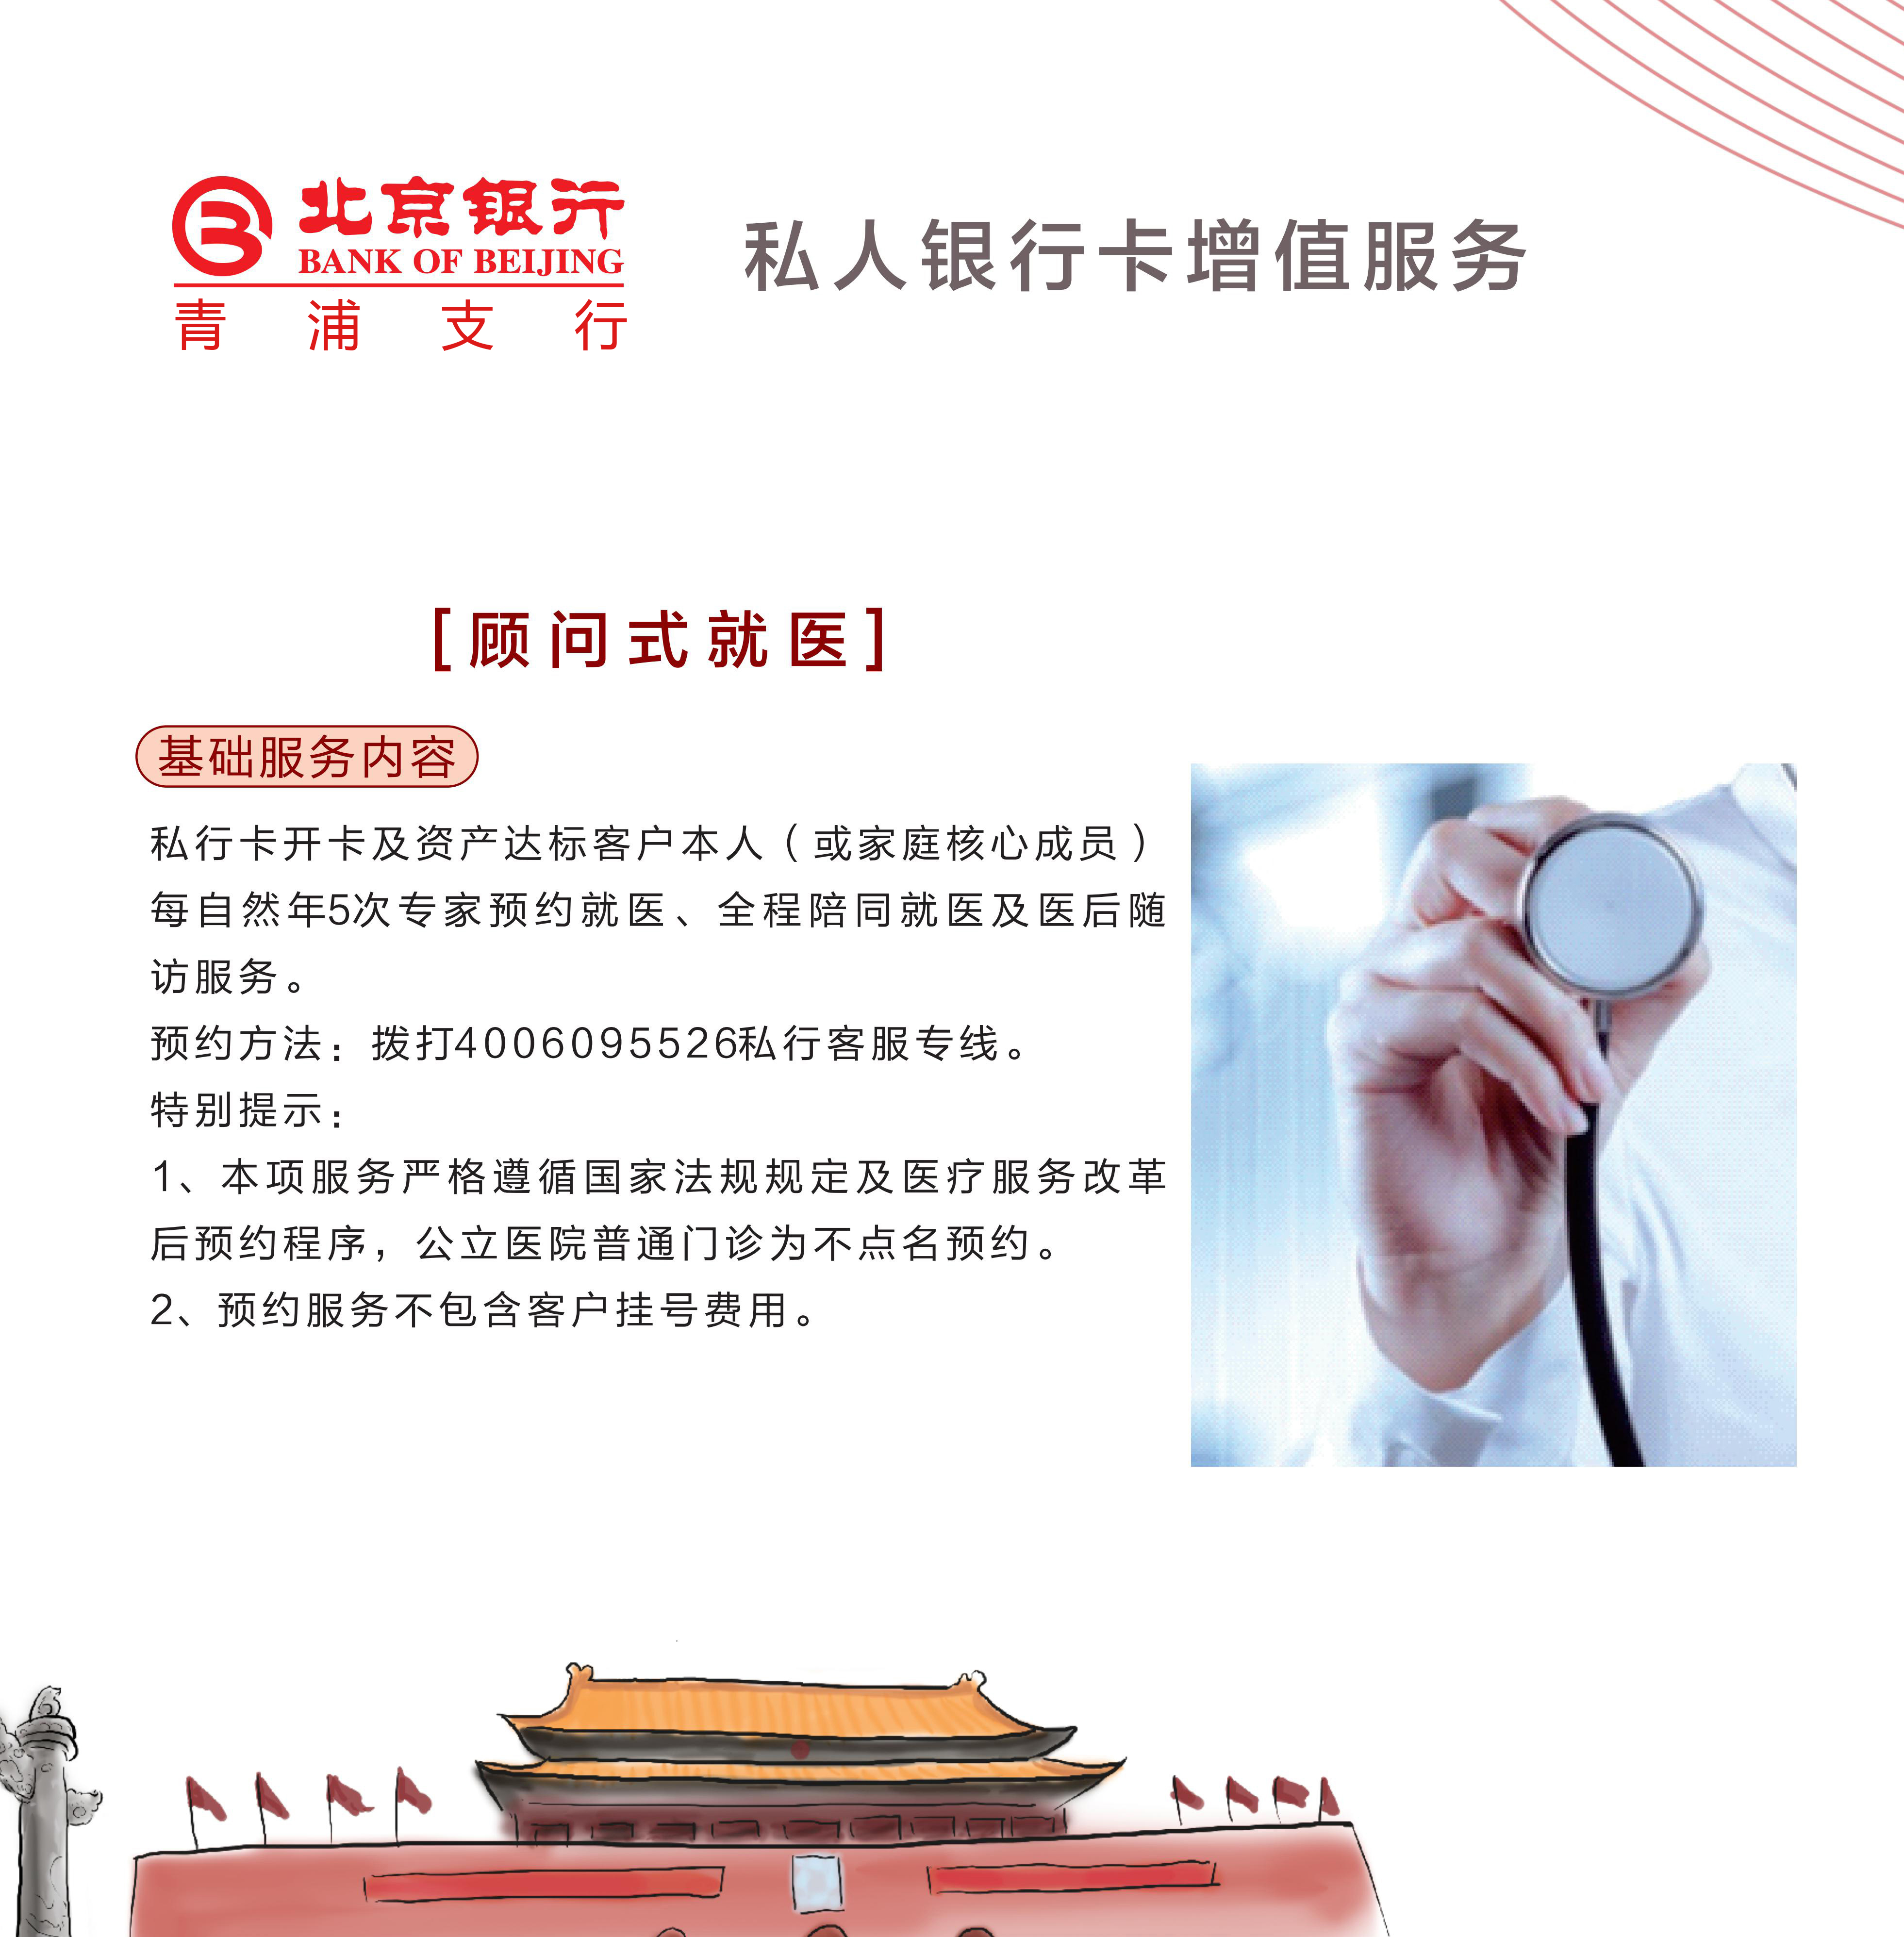 北京银行
BANK OF BEIJING
青浦支行
私人银行卡增值服务
[顾问式就医]
基础服务内容
私行卡开卡及资产达标客户本人（或家庭核心成员）
每自然年5次专家预约就医、全程陪同就医及医后随
访服务。
预约方法：拨打4006095526私行客服专线。
特别提示：
1、本项服务严格遵循国家法规规定及医疗服务改革
后预约程序，公立医院普通门诊为不点名预约。
2、预约服务不包含客户挂号费用。